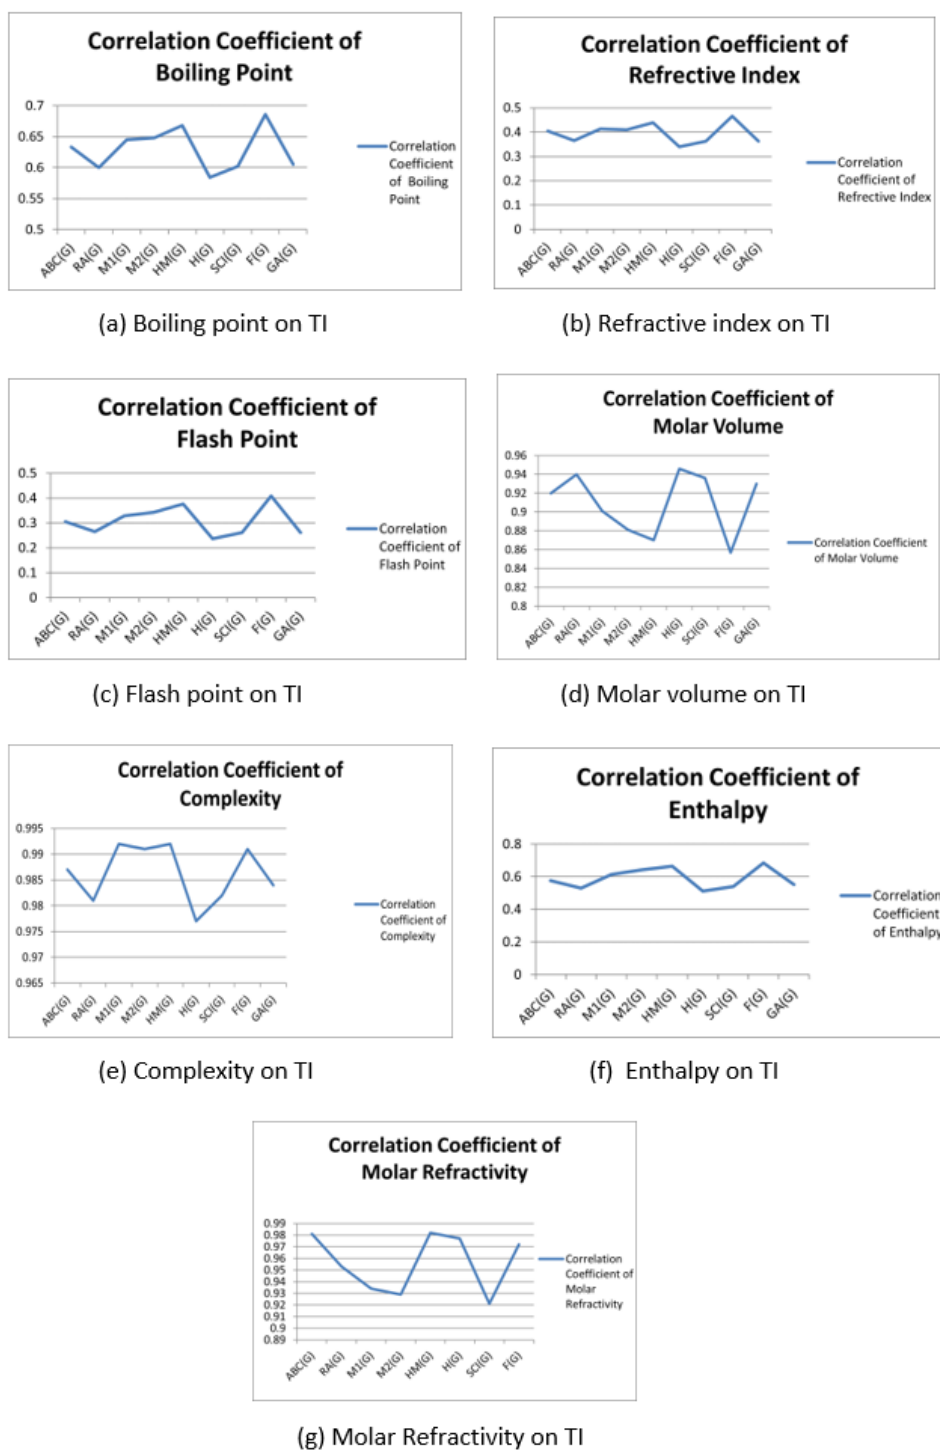 Correlation Coefficient of
Boiling Point
0.7
0.65
0.6
0.55
0.5
ABC(G)
RA(G)
M1(G)
M2(G)
HM(G)
H(G)
SCI(G)
F(G)
GA(G)
Correlation
Coefficient
of Boiling
Point
(a) Boiling point on TI
Correlation Coefficient of
Refrective Index
0.5
0.4
0.3
0.2
0.1
0
ABC(G)
RA(G)
M1(G)
M2(G)
HM(G)
H(G)
SCI(G)
F(G)
GA(G)
Correlation
Coefficient of
Refrective Index
(b) Refractive index on TI
Correlation Coefficient of
Flash Point
0.5
0.4
0.3
0.2
0.1
0
ABC(G)
RA(G)
M1(G)
M2(G)
HM(G)
H(G)
SCI(G)
F(G)
GA(G)
Correlation
Coefficient of
Flash Point
(c) Flash point on TI
Correlation Coefficient of
Molar Volume
0.96
0.94
0.92
0.9
0.88
0.86
0.84
0.82
0.8
ABC(G)
RA(G)
M1(G)
M2(G)
HM(G)
H(G)
SCI(G)
F(G)
GA(G)
Correlation Coefficient
of Molar Volume
(d) Molar volume on TI
Correlation Coefficient of
Complexity
0.995
0.99
0.985
0.98
0.975
0.97
0.965
ABC(G)
RA(G)
M1(G)
M2(G)
HM(G)
H(G)
SCI(G)
F(G)
GA(G)
Correlation
Coefficient of
Complexity
(e) Complexity on TI
Correlation Coefficient of
Enthalpy
0.8
0.6
0.4
0.2
0
ABC(G)
RA(G)
M1(G)
M2(G)
HM(G)
H(G)
SCI(G)
F(G)
GA(G)
Correlation
Coefficient
of Enthalpy
(f) Enthalpy on TI
Correlation Coefficient of
Molar Refractivity
0.99
0.98
0.97
0.96
0.95
0.94
0.93
0.92
0.91
0.9
0.89
ABC(G)
RA(G)
M1(G)
M2(G)
HM(G)
H(G)
SCI(G)
F(G)
Correlation
Coefficient of
Molar
Refractivity
(g) Molar Refractivity on TI